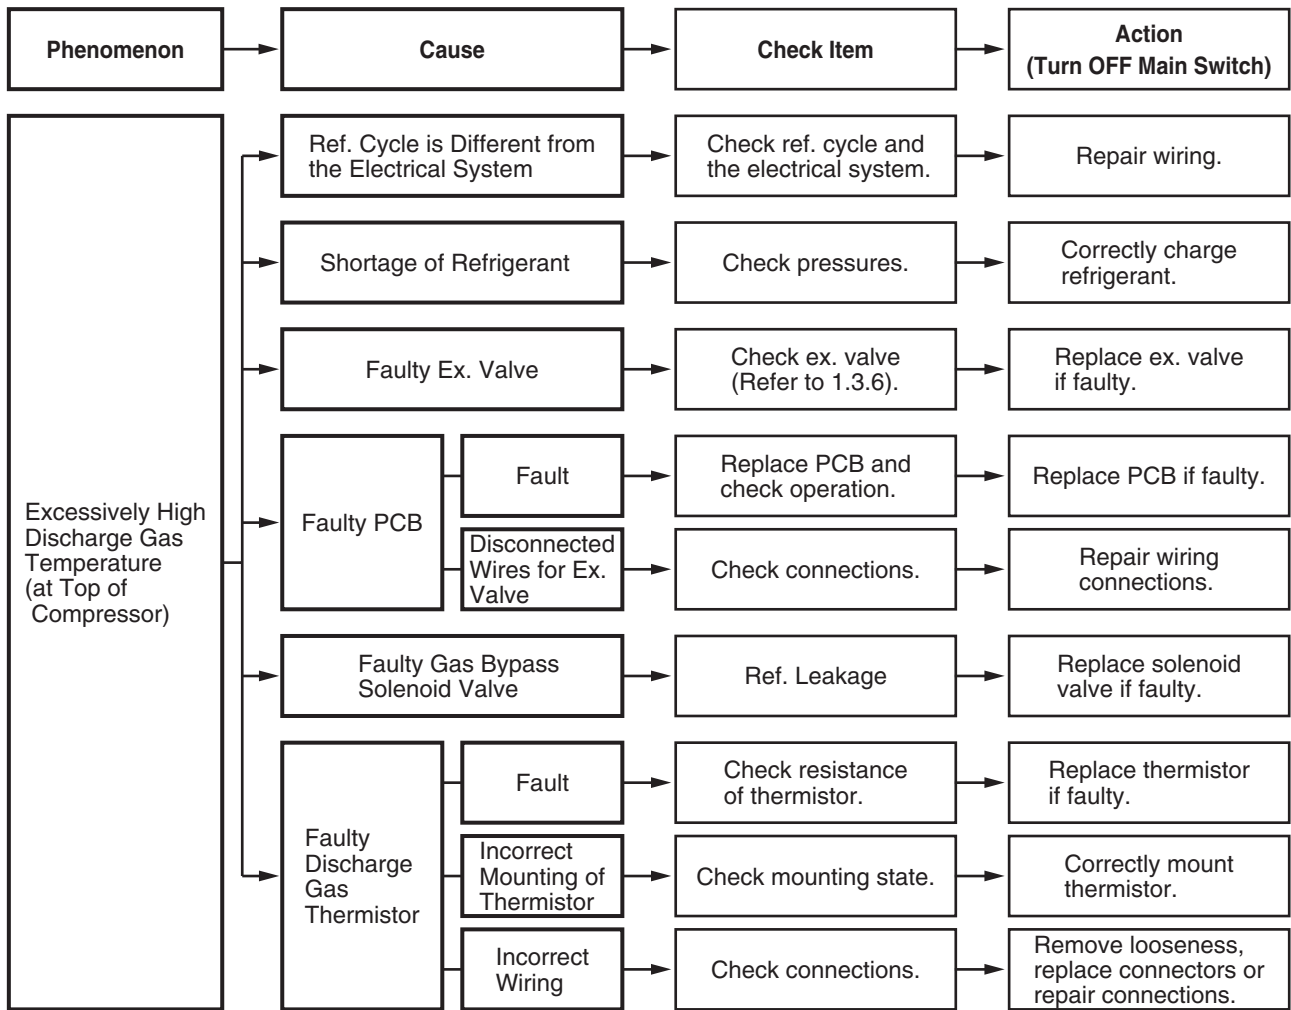 Phenomenon
Cause
Check Item
Action
(Turn OFF Main Switch)
Excessively High
Discharge Gas
Temperature
(at Top of
Compressor)
Ref. Cycle is Different from
the Electrical System
Check ref. cycle and
the electrical system.
Repair wiring.
Shortage of Refrigerant
Check pressures.
Correctly charge
refrigerant.
Faulty Ex. Valve
Check ex. valve
(Refer to 1.3.6).
Replace ex. valve
if faulty.
Faulty PCB
Fault
Replace PCB and
check operation.
Replace PCB if faulty.
Disconnected
Wires for Ex.
Valve
Check connections.
Repair wiring
connections.
Faulty Gas Bypass
Solenoid Valve
Ref. Leakage
Replace solenoid
valve if faulty.
Faulty
Discharge
Gas
Thermistor
Fault
Check resistance
of thermistor.
Replace thermistor
if faulty.
Incorrect
Mounting of
Thermistor
Check mounting state.
Correctly mount
thermistor.
Incorrect
Wiring
Check connections.
Remove looseness,
replace connectors or
repair connections.